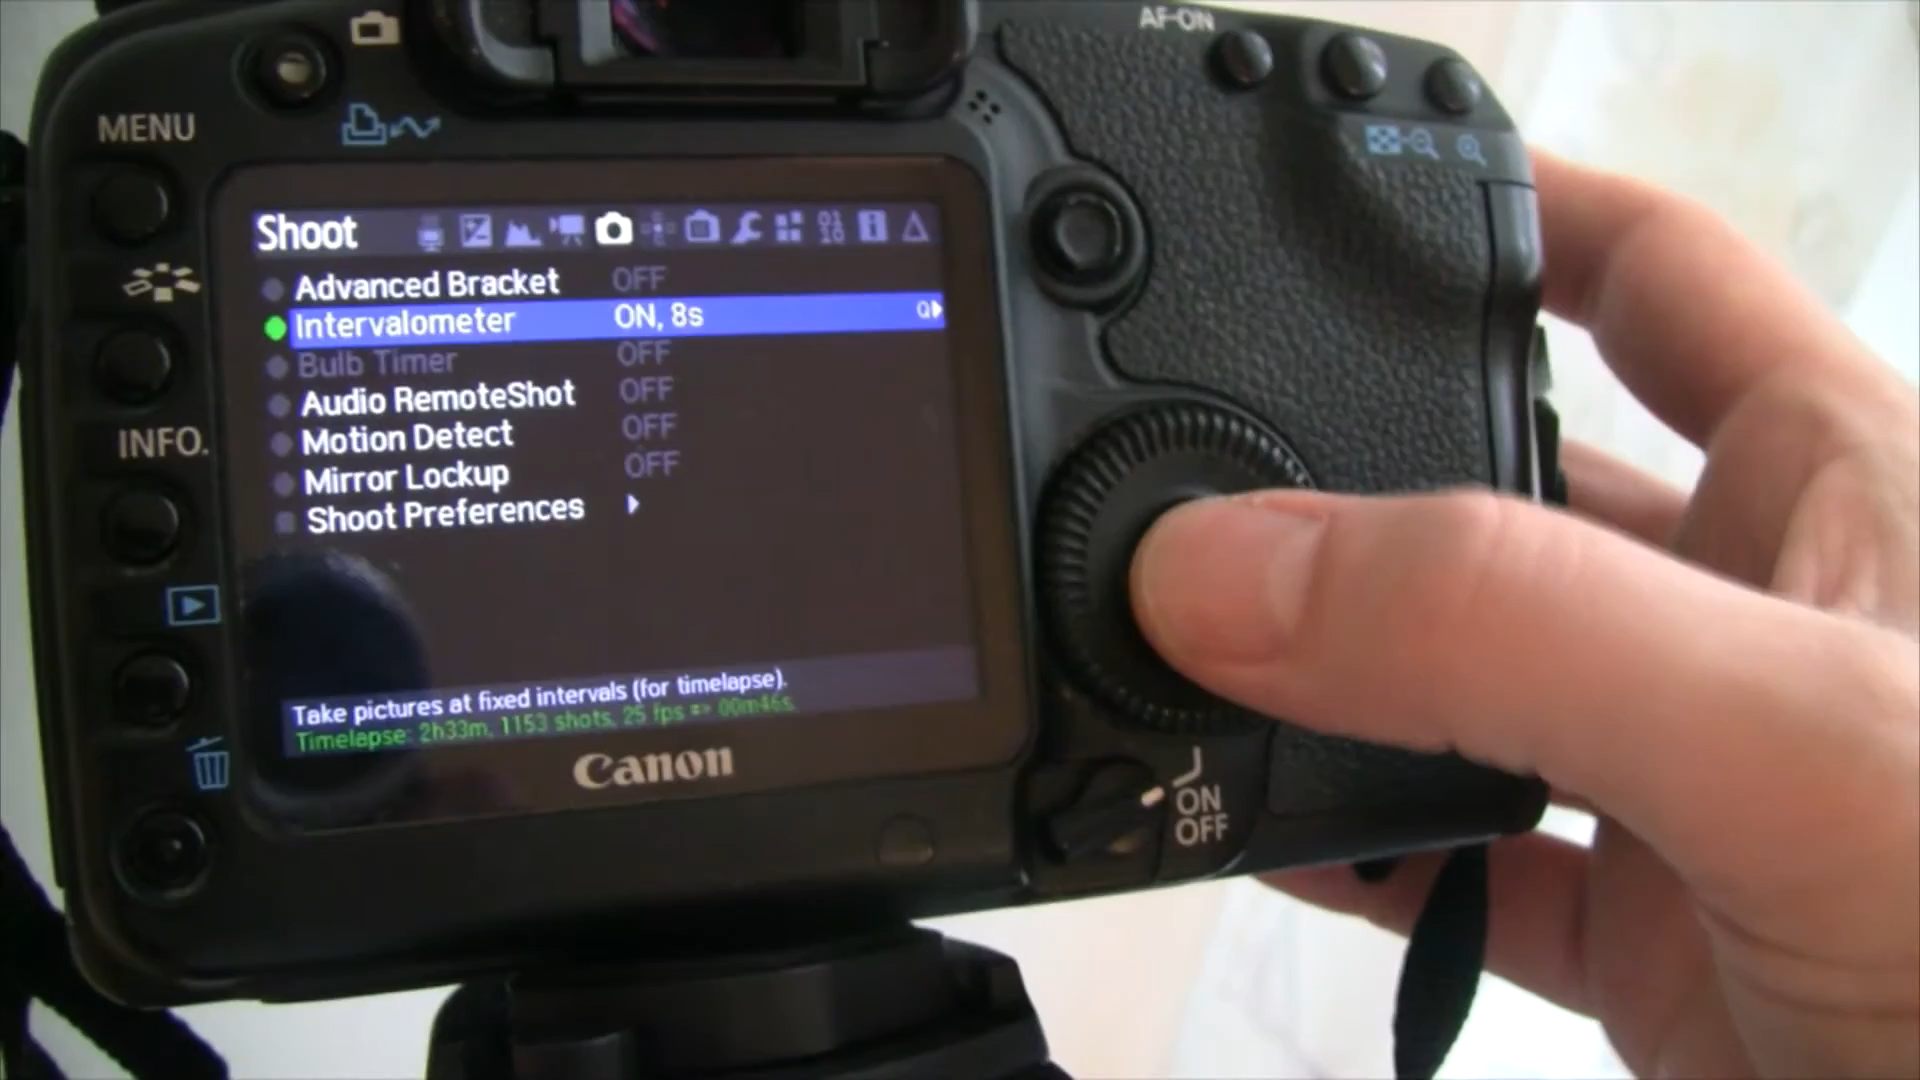 AF-ON
MENU
Shoot
Advanced Bracket OFF
Intervalometer ON, 8s Q
Bulb Timer OFF
Audio RemoteShot OFF
Motion Detect OFF
Mirror Lockup OFF
Shoot Preferences
INFO.
Take pictures at fixed intervals (for timelapse).
Timelapse: 2h33m, 1153 shots, 25 fps => 00m46s.
Canon
ON
OFF